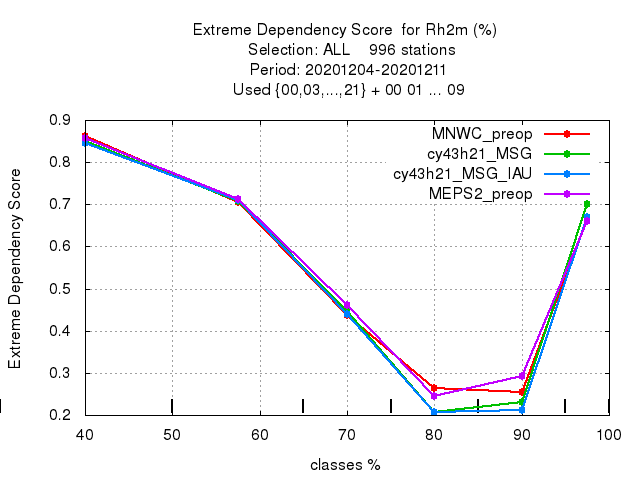 Extreme Dependency Score  for Rh2m (%)
Selection: ALL    996 stations
Period: 20201204-20201211
Used {00,03,...,21} + 00 01 ... 09
MNWC_preop
cy43h21_MSG
cy43h21_MSG_IAU
MEPS2_preop
Extreme Dependency Score
0.9
0.8
0.7
0.6
0.5
0.4
0.3
0.2
40 50 60 70 80 90 100
classes %